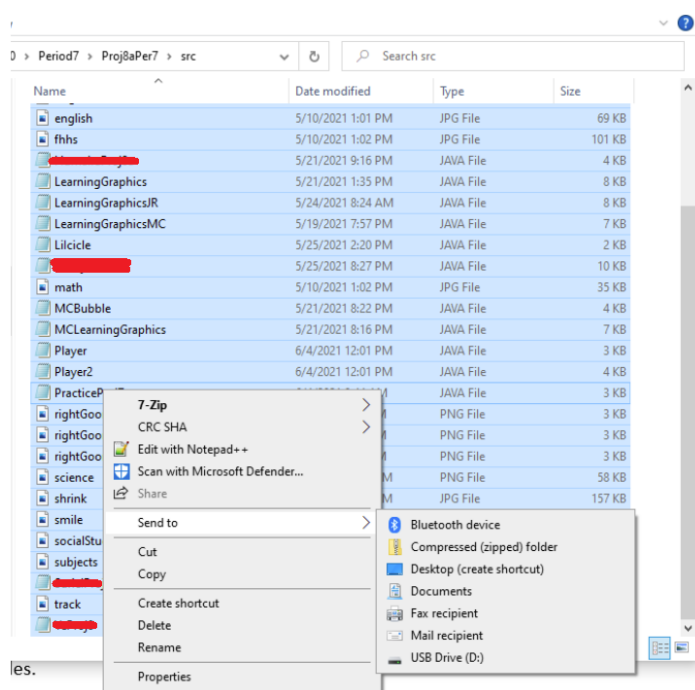 Period7 > Proj8aPer7 > src Search src
Name Date modified Type Size
english 5/10/2021 1:01 PM JPG File 69 KB
fhhs 5/10/2021 1:02 PM JPG File 101 KB
5/21/2021 9:16 PM JAVA File 4 KB
LearningGraphics 5/21/2021 1:35 PM JAVA File 8 KB
LearningGraphicsJR 5/24/2021 8:24 AM JAVA File 8 KB
LearningGraphicsMC 5/19/2021 7:57 PM JAVA File 7 KB
Lilcicle 5/25/2021 2:20 PM JAVA File 2 KB
5/25/2021 8:27 PM JAVA File 10 KB
math 5/10/2021 1:02 PM JPG File 35 KB
MCBubble 5/21/2021 8:22 PM JAVA File 4 KB
MCLearningGraphics 5/21/2021 8:16 PM JAVA File 7 KB
Player 6/4/2021 12:01 PM JAVA File 3 KB
Player2 6/4/2021 12:01 PM JAVA File 4 KB
JAVA File 3 KB
rightGoo PNG File 3 KB
rightGoo PNG File 3 KB
rightGoo PNG File 3 KB
science PNG File 58 KB
shrink JPG File 157 KB
smile
socialStu
subjects
track
7-Zip
CRC SHA
Edit with Notepad++
Scan with Microsoft Defender...
Share
Send to
Cut
Copy
Create shortcut
Delete
Rename
Properties
Bluetooth device
Compressed (zipped) folder
Desktop (create shortcut)
Documents
Fax recipient
Mail recipient
USB Drive (D:)
les.